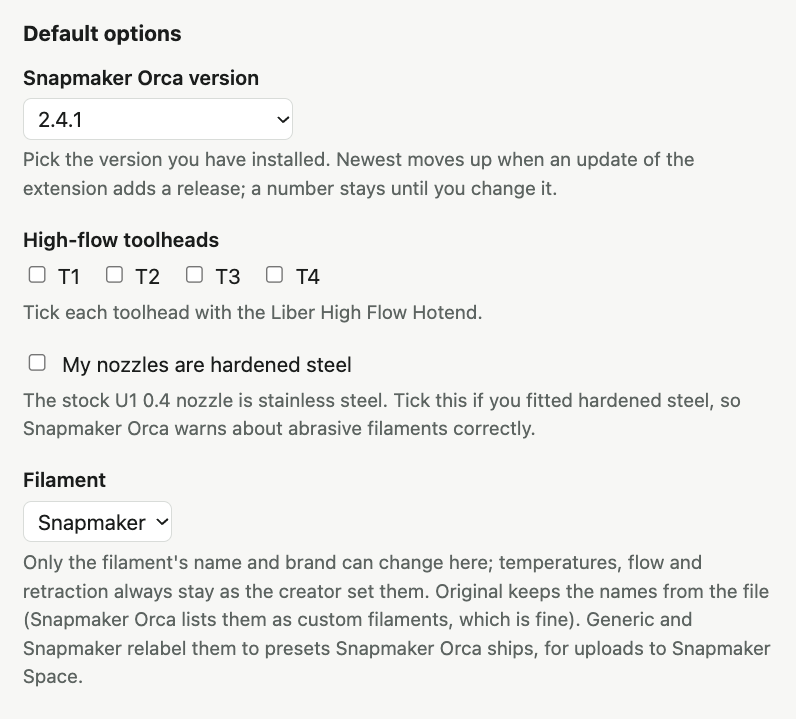 Default options
Snapmaker Orca version
2.4.1
Pick the version you have installed. Newest moves up when an update of the
extension adds a release; a number stays until you change it.
High-flow toolheads
T1 T2 T3 T4
Tick each toolhead with the Liber High Flow Hotend.
My nozzles are hardened steel
The stock U1 0.4 nozzle is stainless steel. Tick this if you fitted hardened steel, so
Snapmaker Orca warns about abrasive filaments correctly.
Filament
Snapmaker
Only the filament's name and brand can change here; temperatures, flow and
retraction always stay as the creator set them. Original keeps the names from the file
(Snapmaker Orca lists them as custom filaments, which is fine). Generic and
Snapmaker relabel them to presets Snapmaker Orca ships, for uploads to Snapmaker
Space.